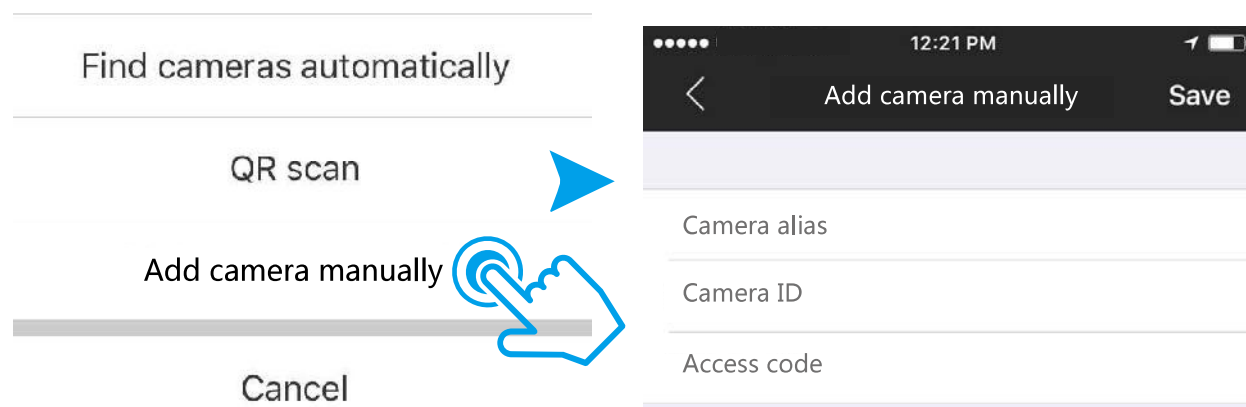 Find cameras automatically
QR scan
Add camera manually
Cancel
12:21 PM
Add camera manually
Save
Camera alias
Camera ID
Access code